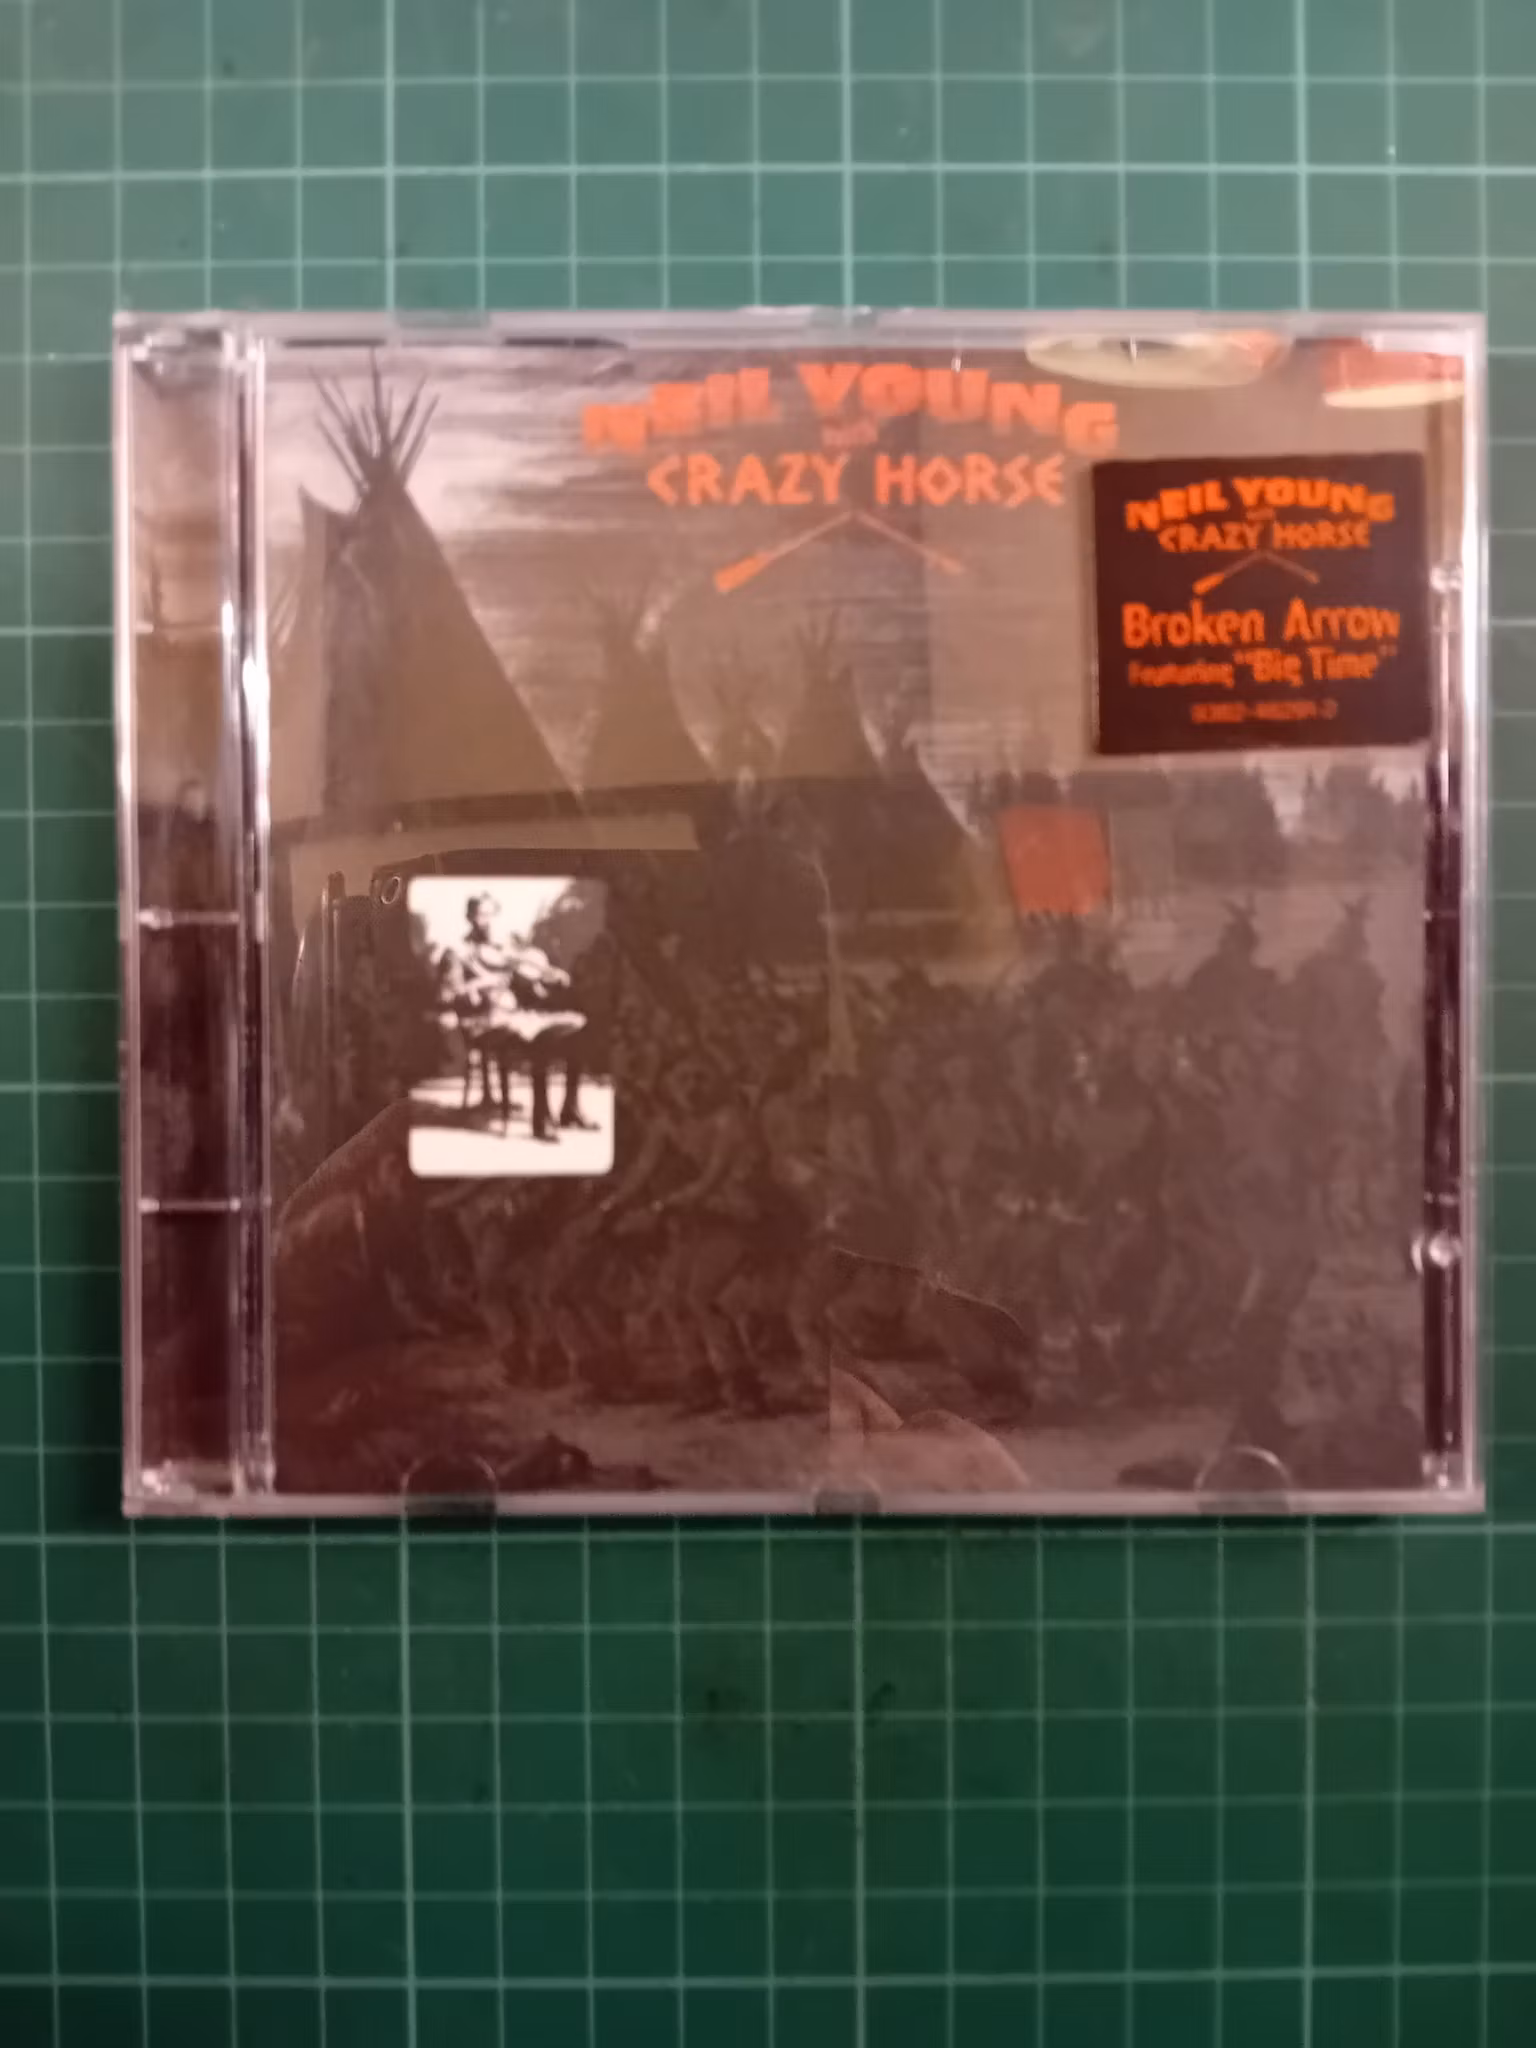 NEIL YOUNG
with
CRAZY HORSE
NEIL YOUNG
with
CRAZY HORSE
Broken Arrow
Featuring "Big Time"